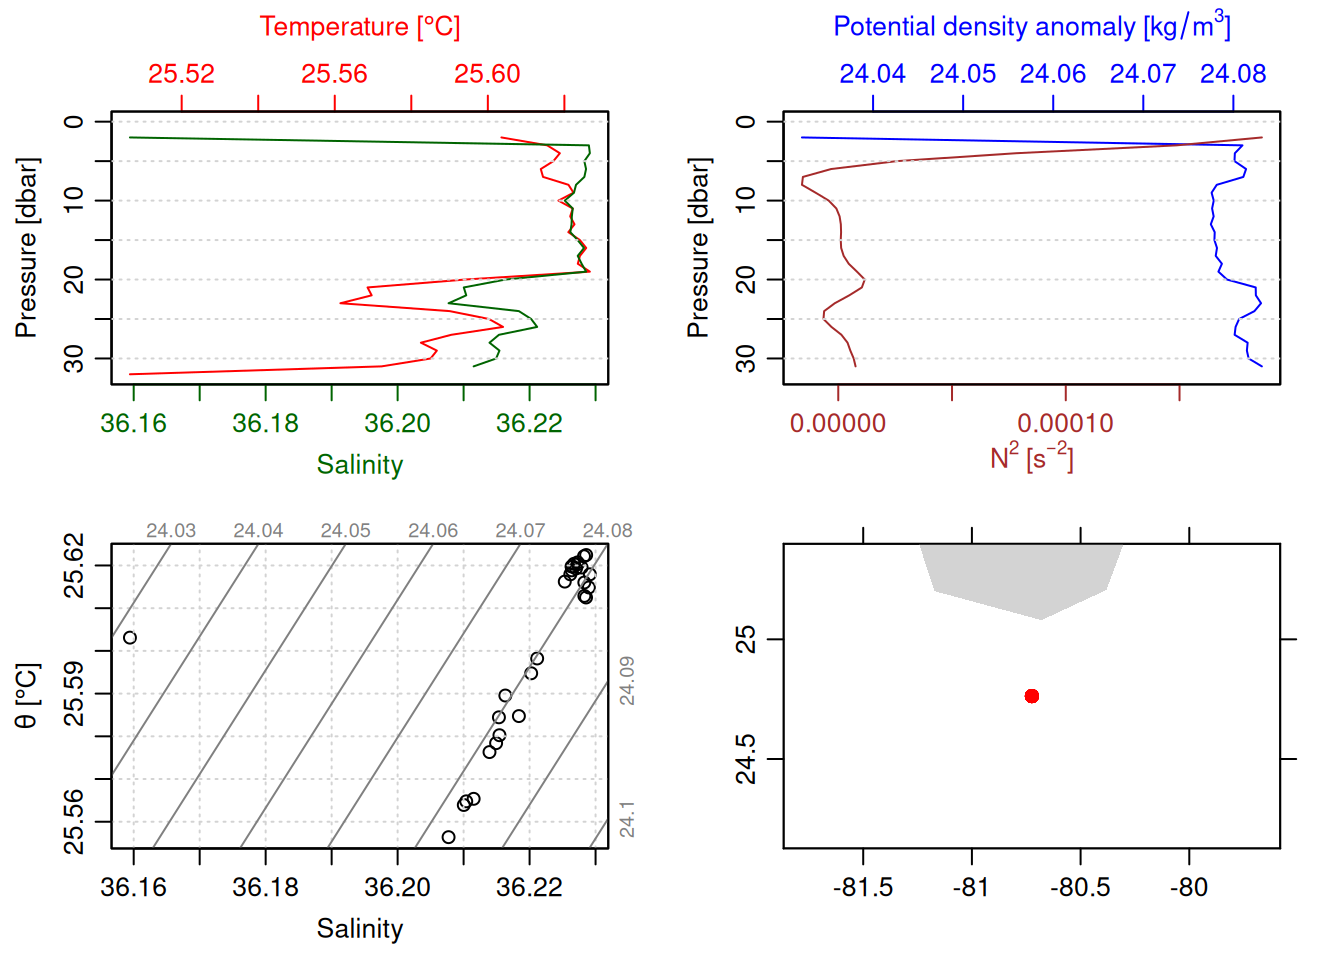 Temperature [°C]
25.52 25.56 25.60
Pressure [dbar]
0
10
20
30
36.16 36.18 36.20 36.22
Salinity
Potential density anomaly [kg/m³]
24.04 24.05 24.06 24.07 24.08
Pressure [dbar]
0
10
20
30
0.00000 0.00010
N² [s⁻²]
24.03 24.04 24.05 24.06 24.07 24.08
24.09
24.1
θ [°C]
25.62
25.59
25.56
36.16 36.18 36.20 36.22
Salinity
25
24.5
-81.5 -81 -80.5 -80